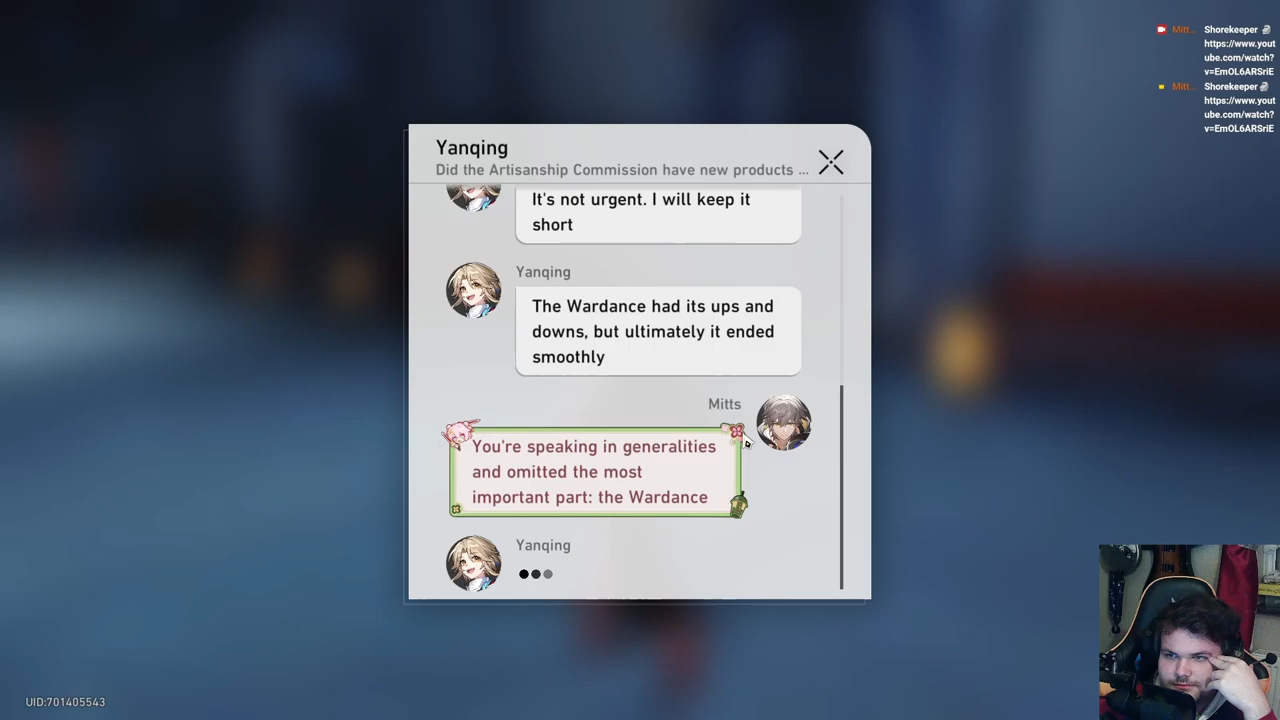 Yanqing
Did the Artisanship Commission have new products ...
It's not urgent. I will keep it
short
Yanqing
The Wardance had its ups and
downs, but ultimately it ended
smoothly
Mitts
You're speaking in generalities
and omitted the most
important part: the Wardance
Yanqing
Mitt... Shorekeeper
https://www.yout
ube.com/watch?
v=EmOL6ARSriE
Mitt... Shorekeeper
https://www.yout
ube.com/watch?
v=EmOL6ARSriE
UID:701405543